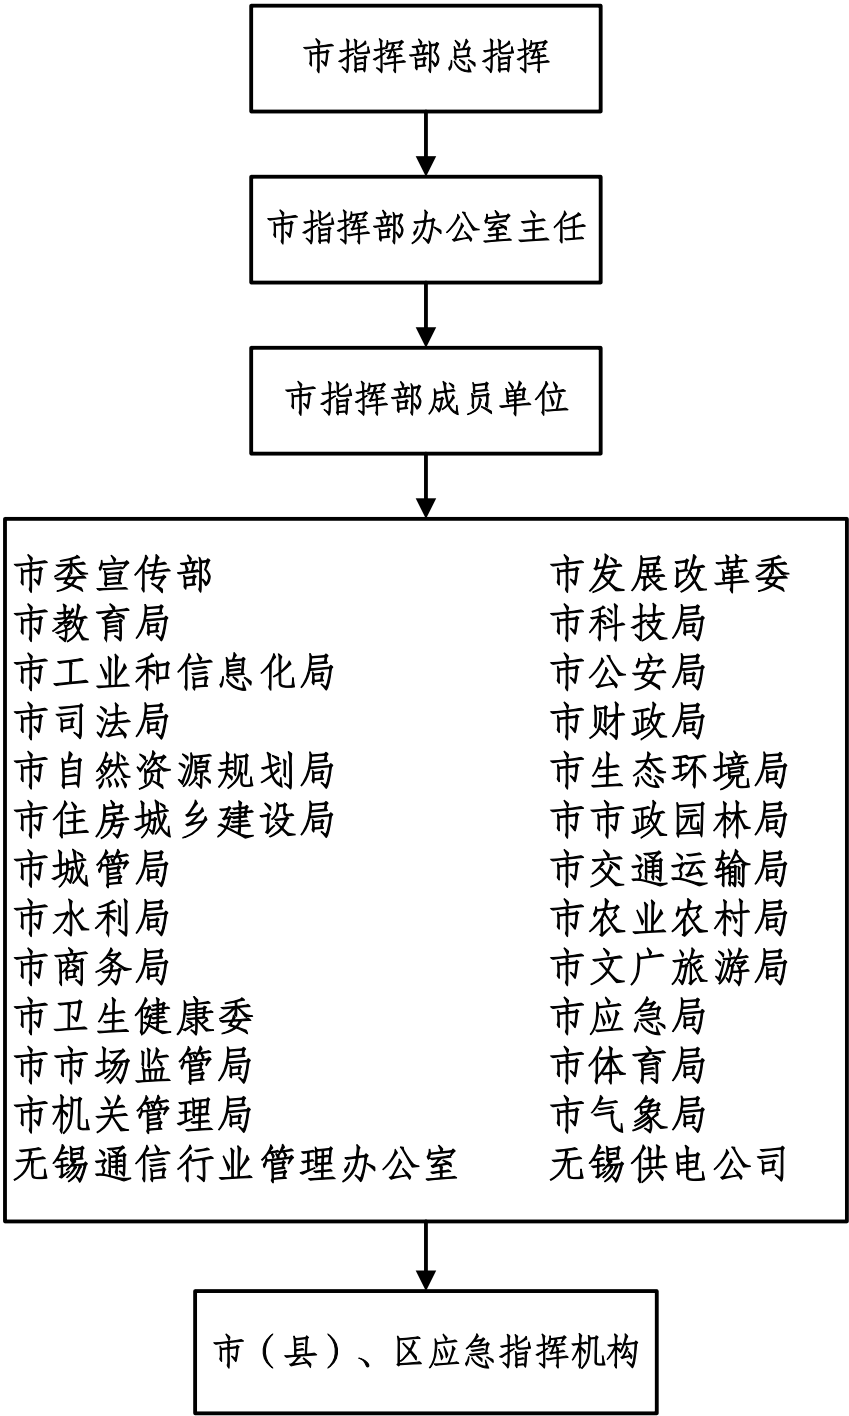 市指挥部总指挥
市指挥部办公室主任
市指挥部成员单位
市委宣传部 市发展改革委
市教育局 市科技局
市工业和信息化局 市公安局
市司法局 市财政局
市自然资源规划局 市生态环境局
市住房城乡建设局 市市政园林局
市城管局 市交通运输局
市水利局 市农业农村局
市商务局 市文广旅游局
市卫生健康委 市应急局
市市场监管局 市体育局
市机关管理局 市气象局
无锡通信行业管理办公室 无锡供电公司
市（县）、区应急指挥机构